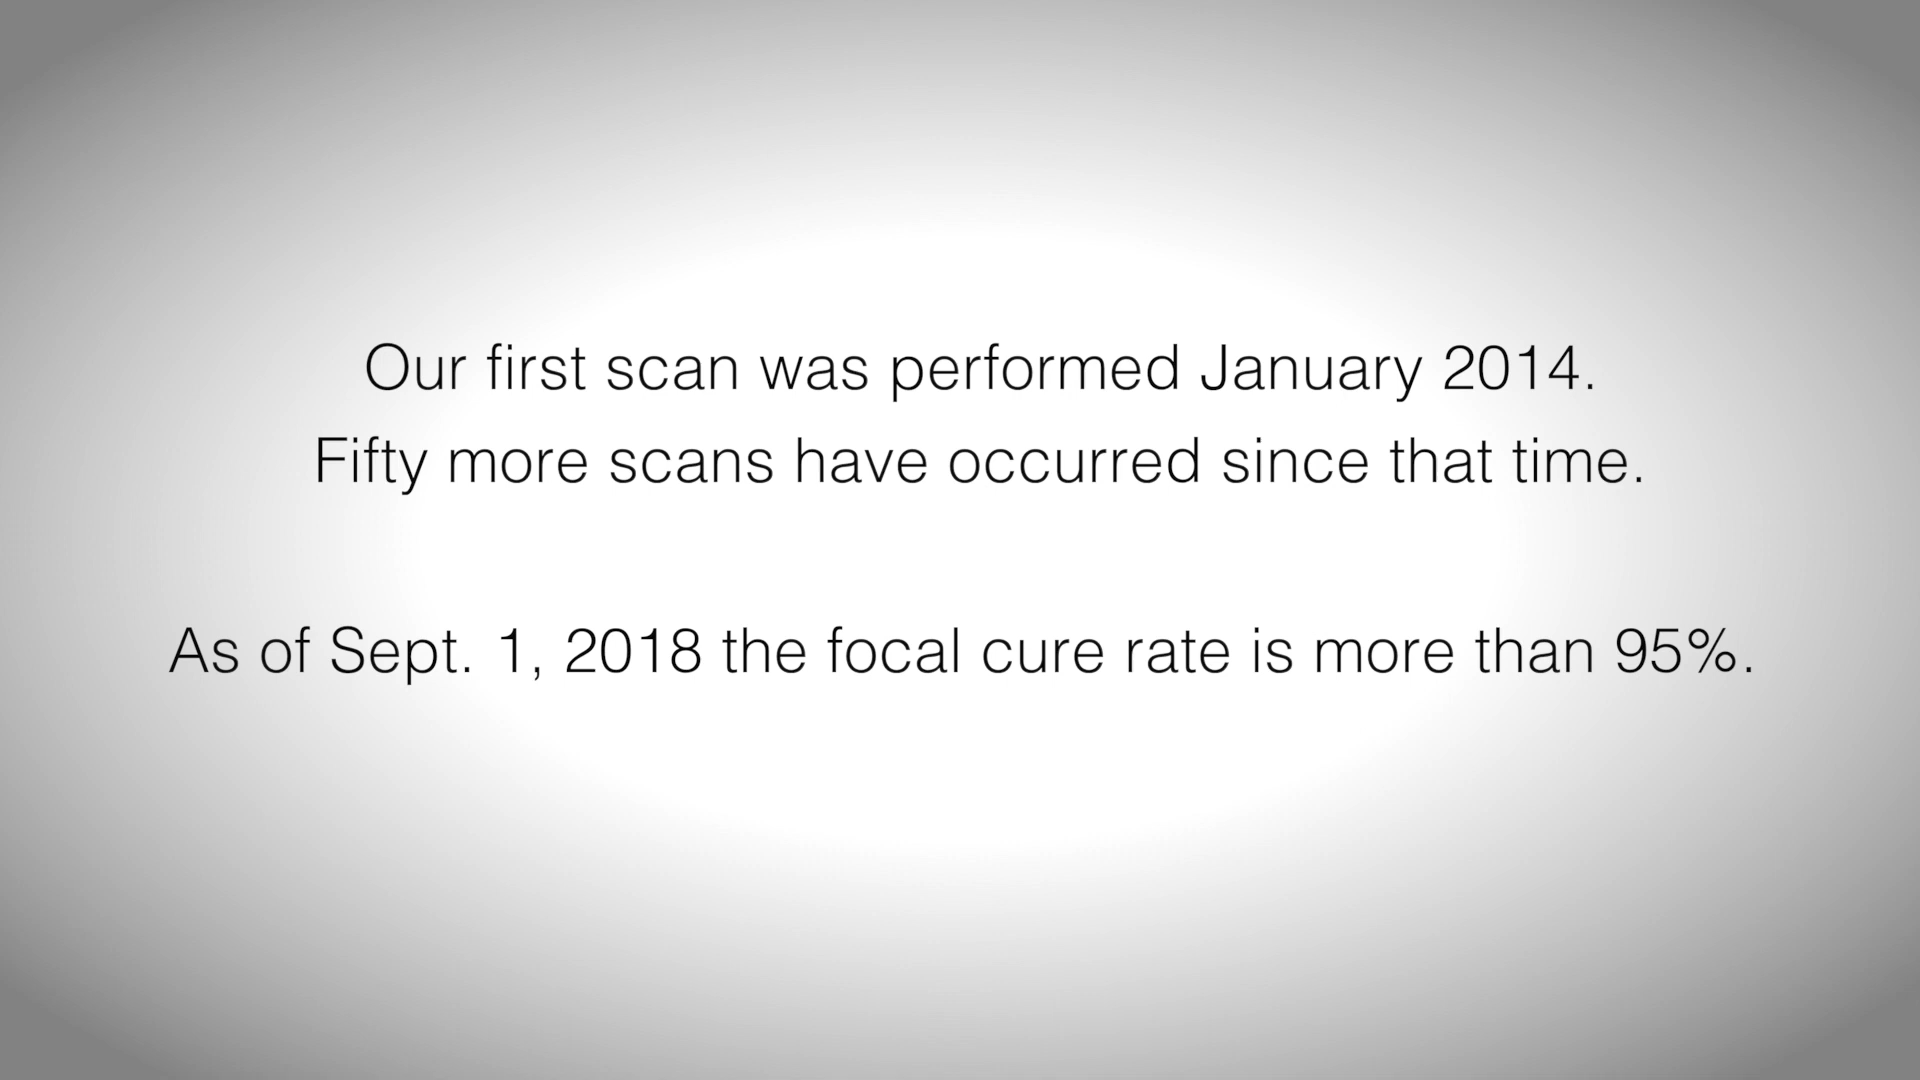 Our first scan was performed January 2014.
Fifty more scans have occurred since that time.
As of Sept. 1, 2018 the focal cure rate is more than 95%.